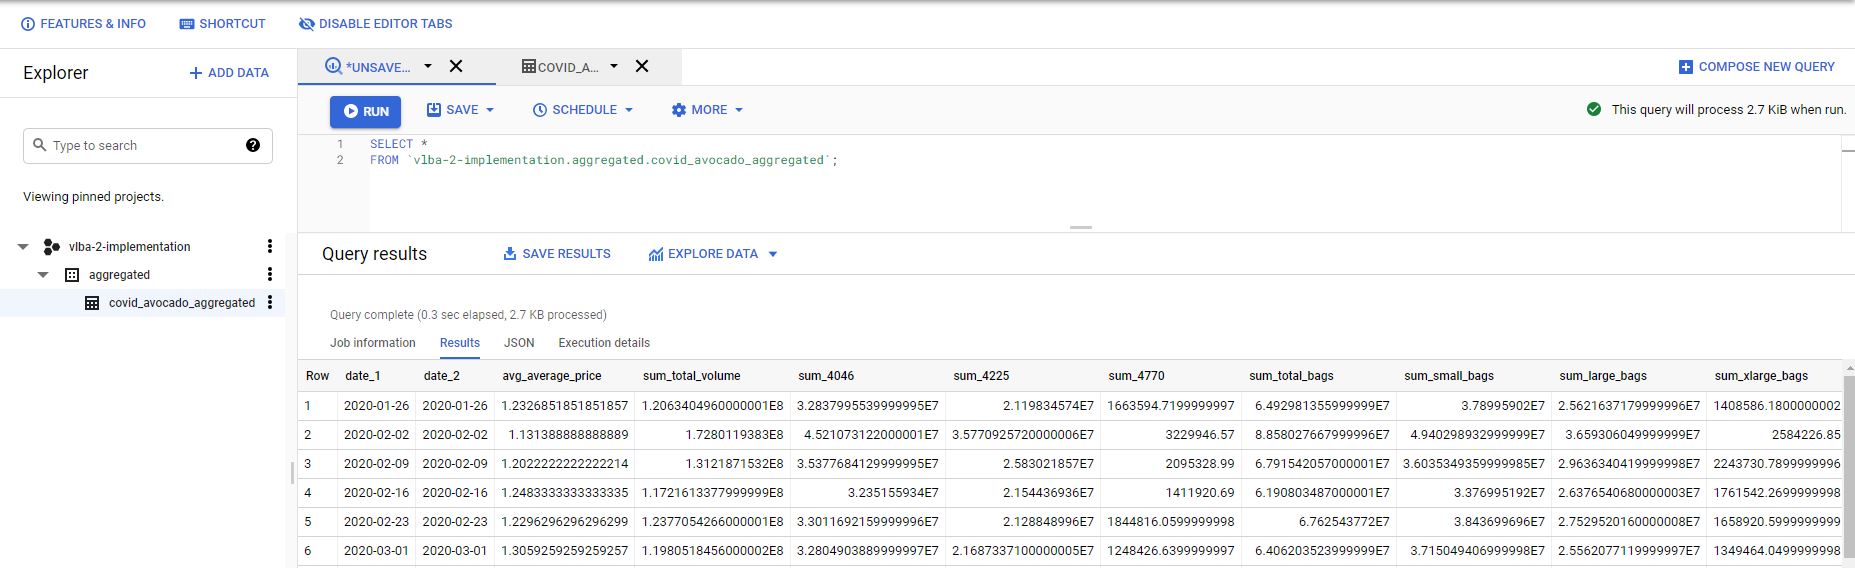 FEATURES & INFO SHORTCUT DISABLE EDITOR TABS
Explorer ADD DATA
Type to search
Viewing pinned projects.
vlba-2-implementation
aggregated
covid_avocado_aggregated
*UNSAVE... COVID_A... COMPOSE NEW QUERY
RUN SAVE SCHEDULE MORE This query will process 2.7 KiB when run.
1 SELECT *
2 FROM `vlba-2-implementation.aggregated.covid_avocado_aggregated`;
Query results SAVE RESULTS EXPLORE DATA
Query complete (0.3 sec elapsed, 2.7 KB processed)
Job information Results JSON Execution details
Row date_1 date_2 avg_average_price sum_total_volume sum_4046 sum_4225 sum_4770 sum_total_bags sum_small_bags sum_large_bags sum_xlarge_bags
1 2020-01-26 2020-01-26 1.2326851851851857 1.2063404960000001E8 3.2837995539999995E7 2.119834574E7 1663594.7199999997 6.492981355999999E7 3.78995902E7 2.5621637179999996E7 1408586.1800000002
2 2020-02-02 2020-02-02 1.131388888888889 1.7280119383E8 4.521073122000001E7 3.5770925720000006E7 3229946.57 8.858027667999996E7 4.940298932999999E7 3.659306049999999E7 2584226.85
3 2020-02-09 2020-02-09 1.2022222222222214 1.3121871532E8 3.5377684129999995E7 2.583021857E7 2095328.99 6.791542057000001E7 3.6035349359999985E7 2.9636340419999998E7 2243730.7899999996
4 2020-02-16 2020-02-16 1.2483333333333335 1.1721613377999999E8 3.235155934E7 2.154436936E7 1411920.69 6.190803487000001E7 3.376995192E7 2.6376540680000003E7 1761542.2699999998
5 2020-02-23 2020-02-23 1.2296296296296299 1.2377054266000001E8 3.3011692159999996E7 2.128848996E7 1844816.0599999998 6.762543772E7 3.843699696E7 2.7529520160000008E7 1658920.5999999999
6 2020-03-01 2020-03-01 1.3059259259259257 1.1980518456000002E8 3.2804903889999997E7 2.1687337100000005E7 1248426.6399999997 6.406203523999999E7 3.715049406999998E7 2.5562077119999997E7 1349464.0499999998